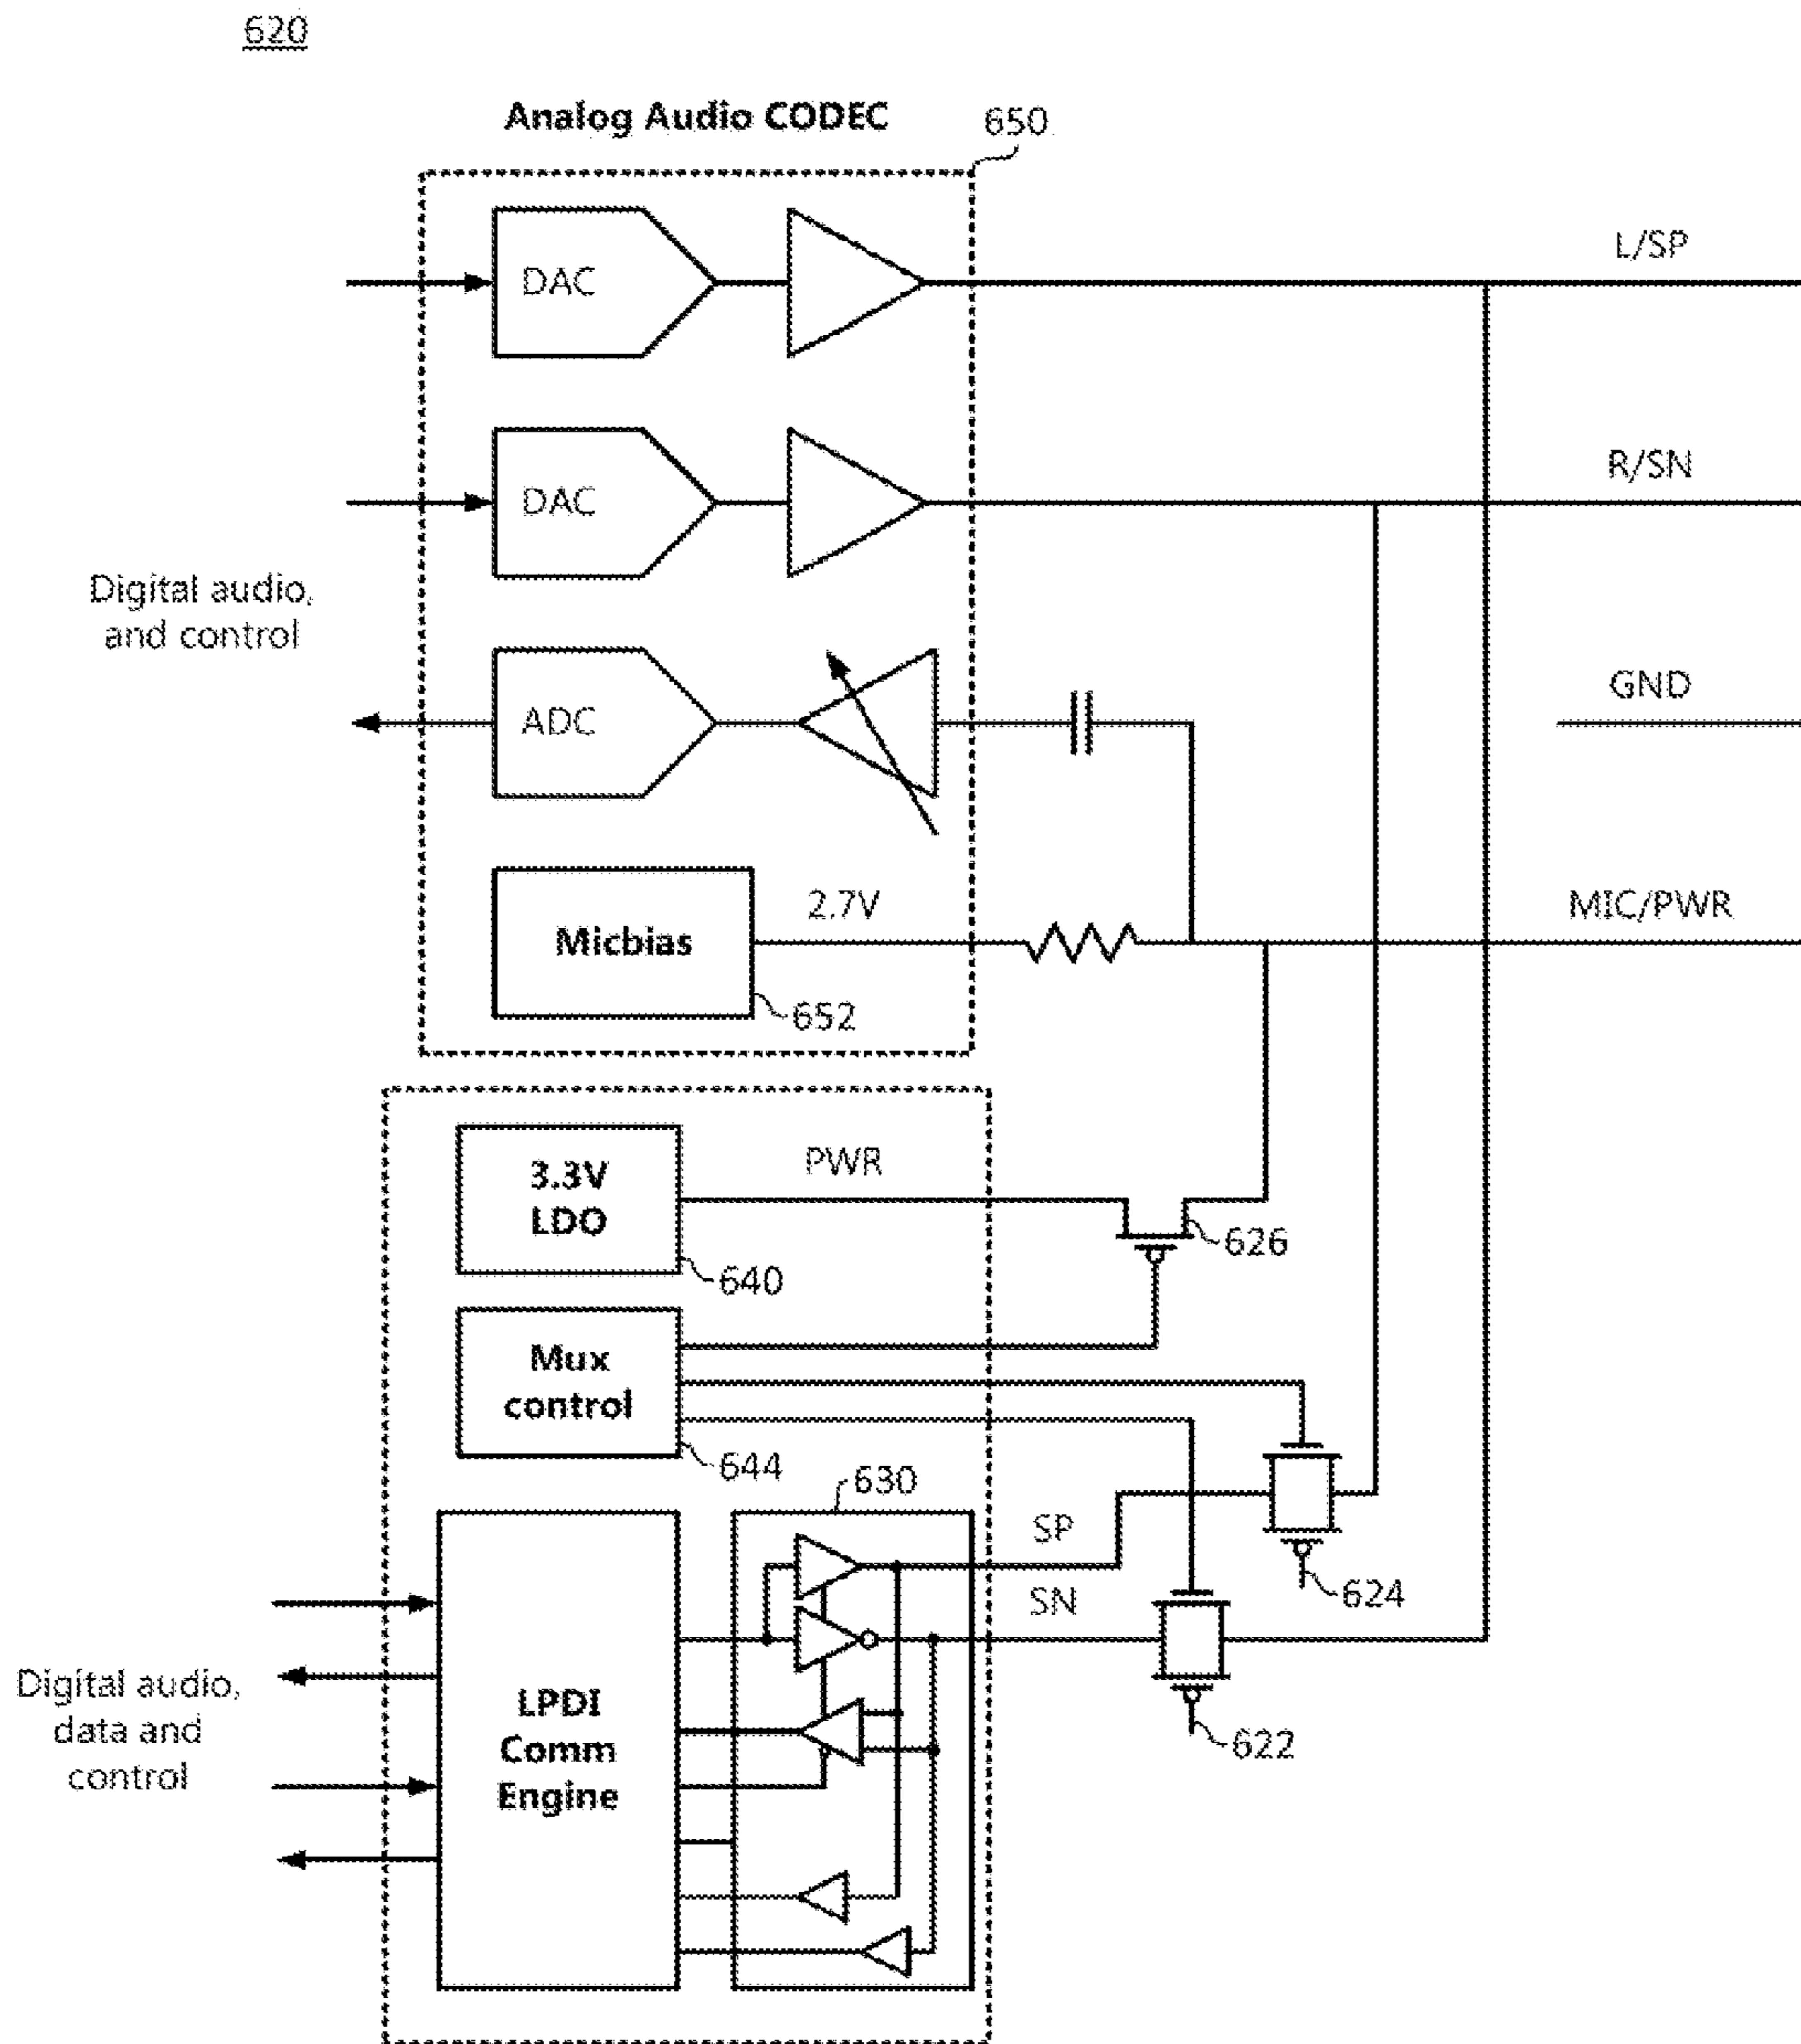 620
Analog Audio CODEC
650
L/SP
DAC
R/SN
DAC
Digital audio,
and control
GND
ADC
2.7V
MIC/PWR
Micbias
652
3.3V
LDO
PWR
626
640
Mux
control
644
630
SP
624
SN
622
Digital audio,
data and
control
LPDI
Comm
Engine